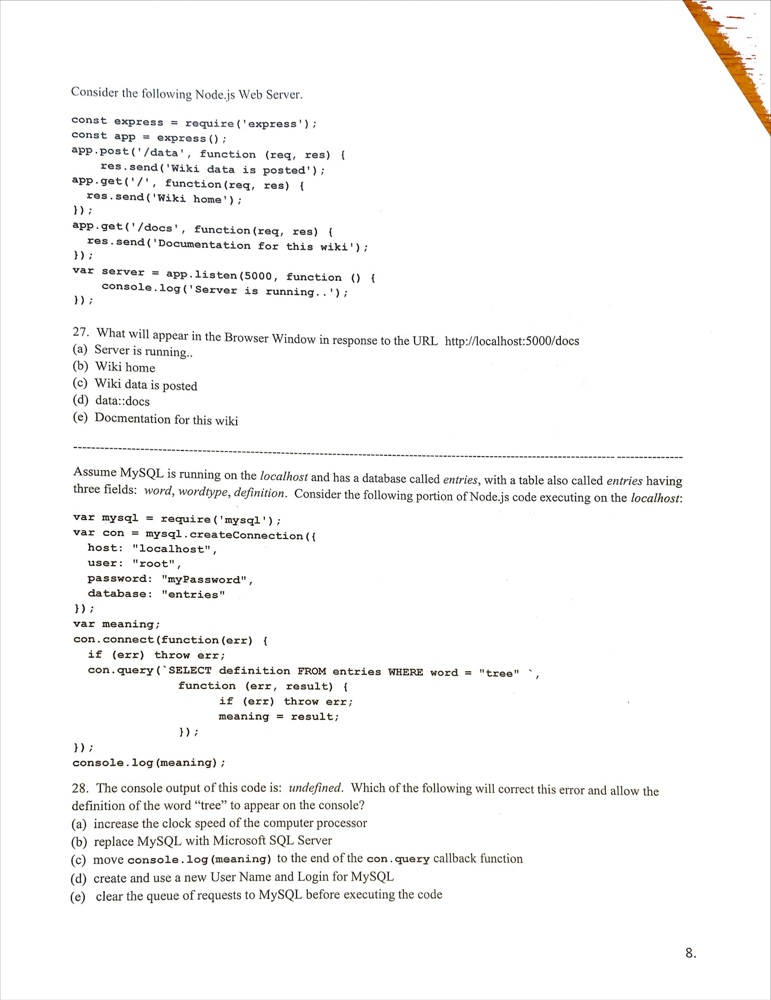 Consider the following Node.js Web Server.
const express = require('express');
const app = express();
app.post('/data', function (req, res) {
    res.send('Wiki data is posted');
app.get('/', function(req, res) {
  res.send('Wiki home');
});
app.get('/docs', function(req, res) {
  res.send('Documentation for this wiki');
});
var server = app.listen(5000, function () {
    console.log('Server is running..');
});
27. What will appear in the Browser Window in response to the URL http://localhost:5000/docs
(a) Server is running..
(b) Wiki home
(c) Wiki data is posted
(d) data::docs
(e) Docmentation for this wiki
----------------------------------------------------------------------------------------------------------------------------
Assume MySQL is running on the localhost and has a database called entries, with a table also called entries having
three fields: word, wordtype, definition. Consider the following portion of Node.js code executing on the localhost:
var mysql = require('mysql');
var con = mysql.createConnection({
  host: "localhost",
  user: "root",
  password: "myPassword",
  database: "entries"
});
var meaning;
con.connect(function(err) {
  if (err) throw err;
  con.query(`SELECT definition FROM entries WHERE word = "tree" `,
              function (err, result) {
                    if (err) throw err;
                    meaning = result;
              });
});
console.log(meaning);
28. The console output of this code is: undefined. Which of the following will correct this error and allow the
definition of the word “tree” to appear on the console?
(a) increase the clock speed of the computer processor
(b) replace MySQL with Microsoft SQL Server
(c) move console.log(meaning) to the end of the con.query callback function
(d) create and use a new User Name and Login for MySQL
(e) clear the queue of requests to MySQL before executing the code
8.